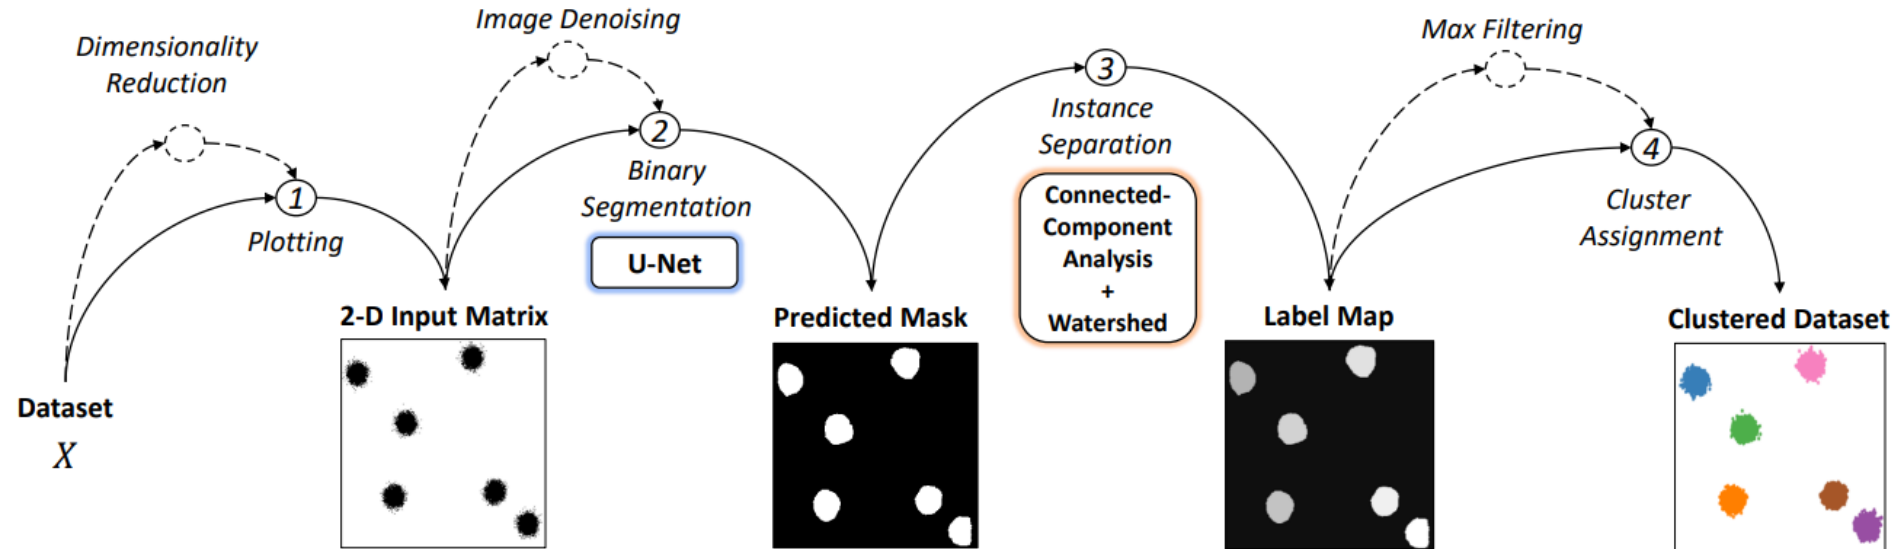 Dimensionality
Reduction
1
Plotting
Dataset
X
Image Denoising
2
Binary
Segmentation
U-Net
2-D Input Matrix
3
Instance
Separation
Connected-
Component
Analysis
+
Watershed
Predicted Mask
Max Filtering
4
Cluster
Assignment
Label Map
Clustered Dataset